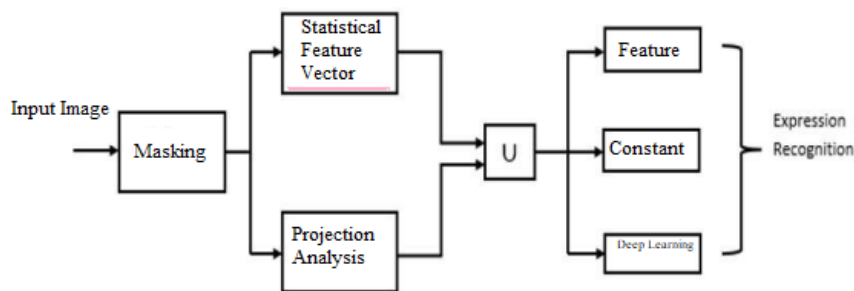 Input Image
Masking
Statistical
Feature
Vector
Projection
Analysis
U
Feature
Constant
Deep Learning
Expression
Recognition